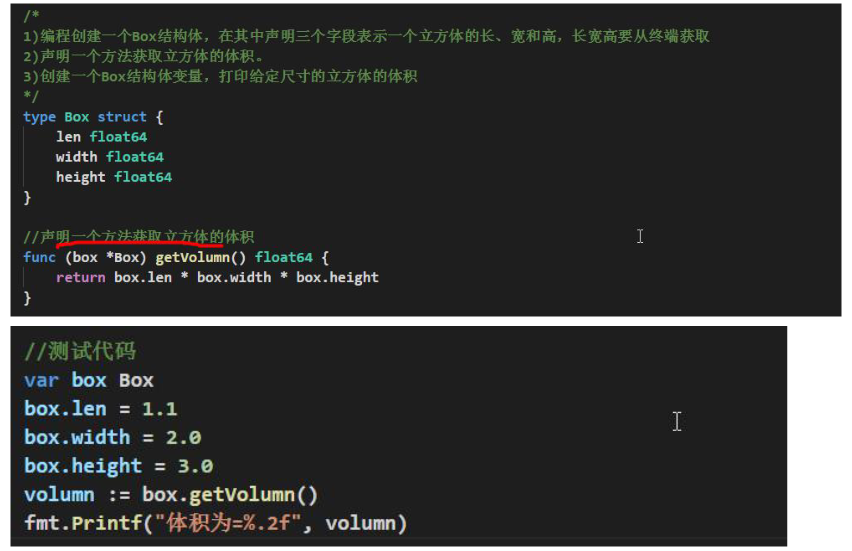 /*
1)编程创建一个Box结构体，在其中声明三个字段表示一个立方体的长、宽和高，长宽高要从终端获取
2)声明一个方法获取立方体的体积。
3)创建一个Box结构体变量，打印给定尺寸的立方体的体积
*/
type Box struct {
    len float64
    width float64
    height float64
}
//声明一个方法获取立方体的体积
func (box *Box) getVolumn() float64 {
    return box.len * box.width * box.height
}
//测试代码
var box Box
box.len = 1.1
box.width = 2.0
box.height = 3.0
volumn := box.getVolumn()
fmt.Printf("体积为=%.2f", volumn)